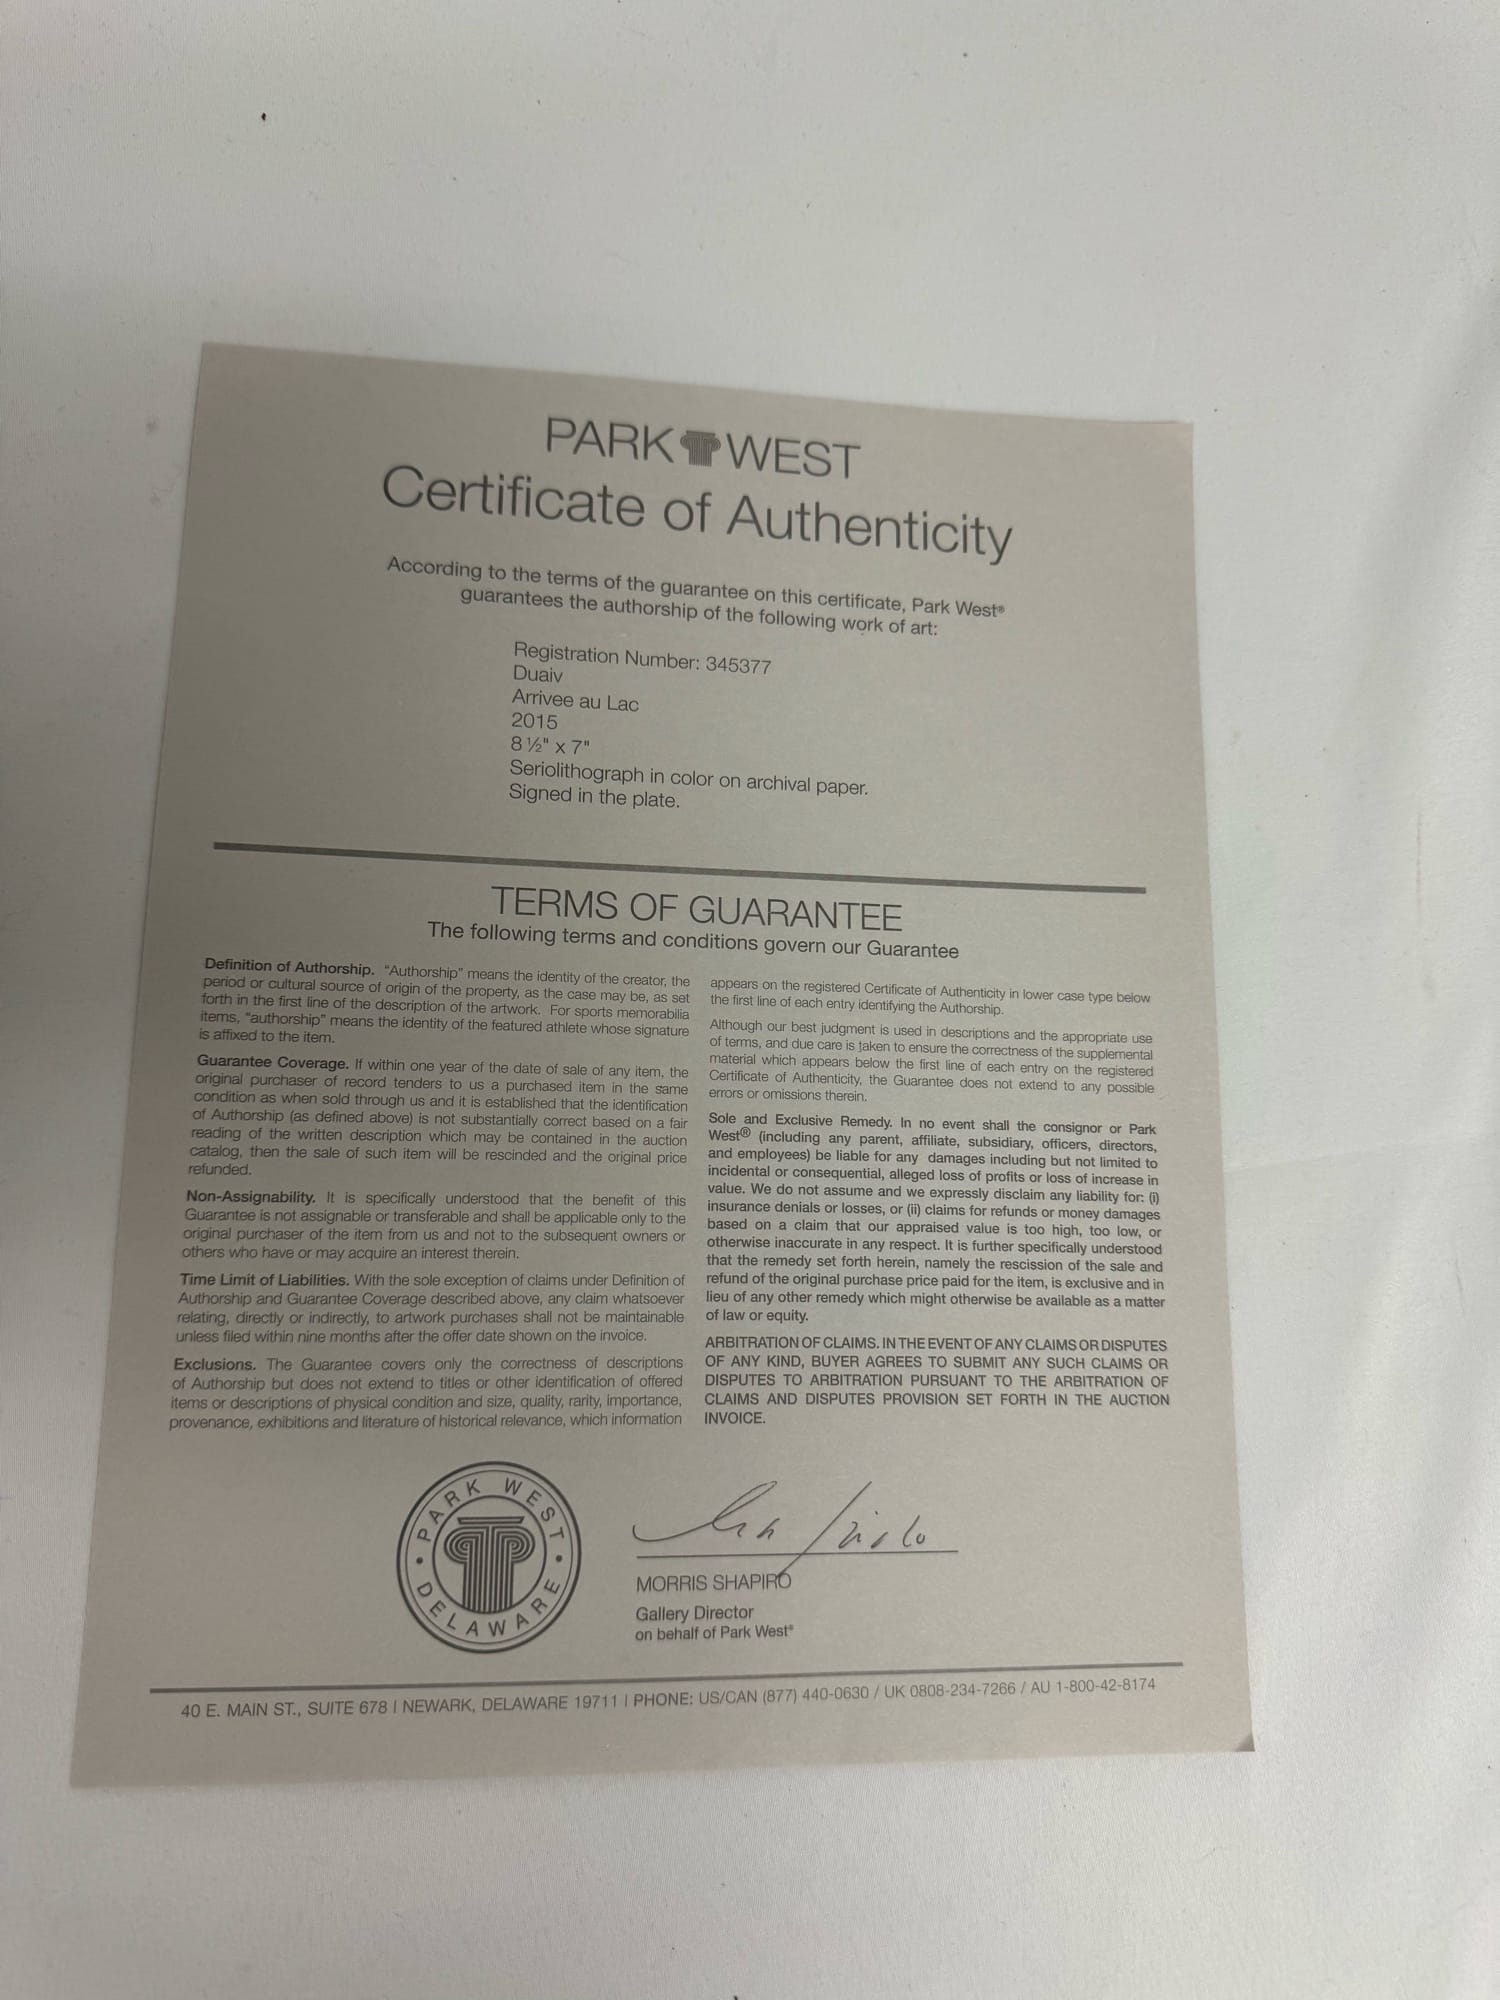 PARK WEST
Certificate of Authenticity
According to the terms of the guarantee on this certificate, Park West®
guarantees the authorship of the following work of art:
Registration Number: 345377
Duaiv
Arrivee au Lac
2015
8 ½" x 7"
Seriolithograph in color on archival paper.
Signed in the plate.
TERMS OF GUARANTEE
The following terms and conditions govern our Guarantee
Definition of Authorship. "Authorship" means the identity of the creator, the
period or cultural source of origin of the property, as the case may be, as set
forth in the first line of the description of the artwork. For sports memorabilia
items, "authorship" means the identity of the featured athlete whose signature
is affixed to the item.
Guarantee Coverage. If within one year of the date of sale of any item, the
original purchaser of record tenders to us a purchased item in the same
condition as when sold through us and it is established that the identification
of Authorship (as defined above) is not substantially correct based on a fair
reading of the written description which may be contained in the auction
catalog, then the sale of such item will be rescinded and the original price
refunded.
Non-Assignability. It is specifically understood that the benefit of this
Guarantee is not assignable or transferable and shall be applicable only to the
original purchaser of the item from us and not to the subsequent owners or
others who have or may acquire an interest therein.
Time Limit of Liabilities. With the sole exception of claims under Definition of
Authorship and Guarantee Coverage described above, any claim whatsoever
relating, directly or indirectly, to artwork purchases shall not be maintainable
unless filed within nine months after the offer date shown on the invoice.
Exclusions. The Guarantee covers only the correctness of descriptions
of Authorship but does not extend to titles or other identification of offered
items or descriptions of physical condition and size, quality, rarity, importance,
provenance, exhibitions and literature of historical relevance, which information
appears on the registered Certificate of Authenticity in lower case type below
the first line of each entry identifying the Authorship.
Although our best judgment is used in descriptions and the appropriate use
of terms, and due care is taken to ensure the correctness of the supplemental
material which appears below the first line of each entry on the registered
Certificate of Authenticity, the Guarantee does not extend to any possible
errors or omissions therein.
Sole and Exclusive Remedy. In no event shall the consignor or Park
West® (including any parent, affiliate, subsidiary, officers, directors,
and employees) be liable for any damages including but not limited to
incidental or consequential, alleged loss of profits or loss of increase in
value. We do not assume and we expressly disclaim any liability for: (i)
insurance denials or losses, or (ii) claims for refunds or money damages
based on a claim that our appraised value is too high, too low, or
otherwise inaccurate in any respect. It is further specifically understood
that the remedy set forth herein, namely the rescission of the sale and
refund of the original purchase price paid for the item, is exclusive and in
lieu of any other remedy which might otherwise be available as a matter
of law or equity.
ARBITRATION OF CLAIMS. IN THE EVENT OF ANY CLAIMS OR DISPUTES
OF ANY KIND, BUYER AGREES TO SUBMIT ANY SUCH CLAIMS OR
DISPUTES TO ARBITRATION PURSUANT TO THE ARBITRATION OF
CLAIMS AND DISPUTES PROVISION SET FORTH IN THE AUCTION
INVOICE.
PARK WEST
DELAWARE
MORRIS SHAPIRO
Gallery Director
on behalf of Park West®
40 E. MAIN ST., SUITE 678 | NEWARK, DELAWARE 19711 | PHONE: US/CAN (877) 440-0630 / UK 0808-234-7266 / AU 1-800-42-8174